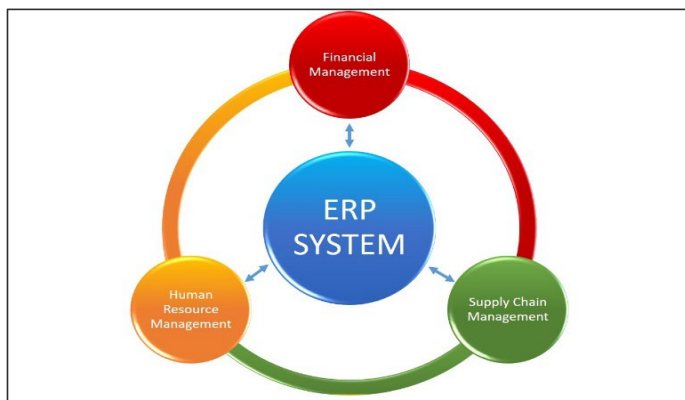 Financial
Management
ERP
SYSTEM
Human
Resource
Management
Supply Chain
Management